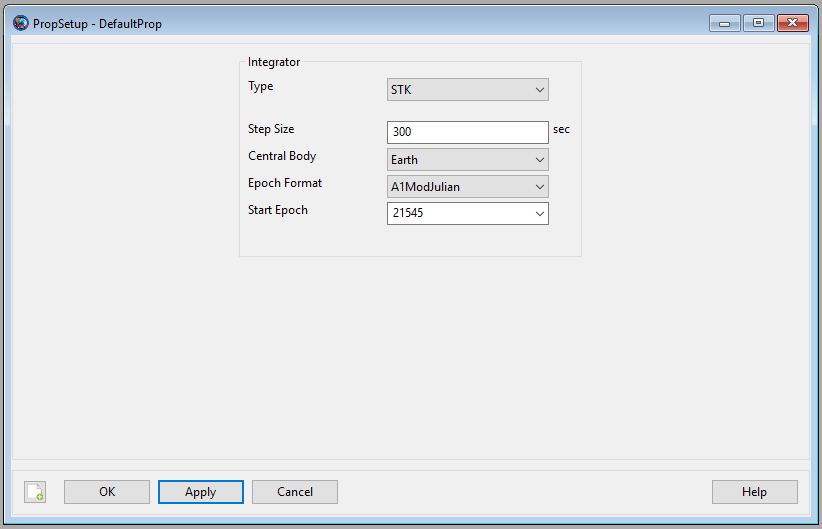 PropSetup - DefaultProp
Integrator
Type STK
Step Size 300 sec
Central Body Earth
Epoch Format A1ModJulian
Start Epoch 21545
OK Apply Cancel Help